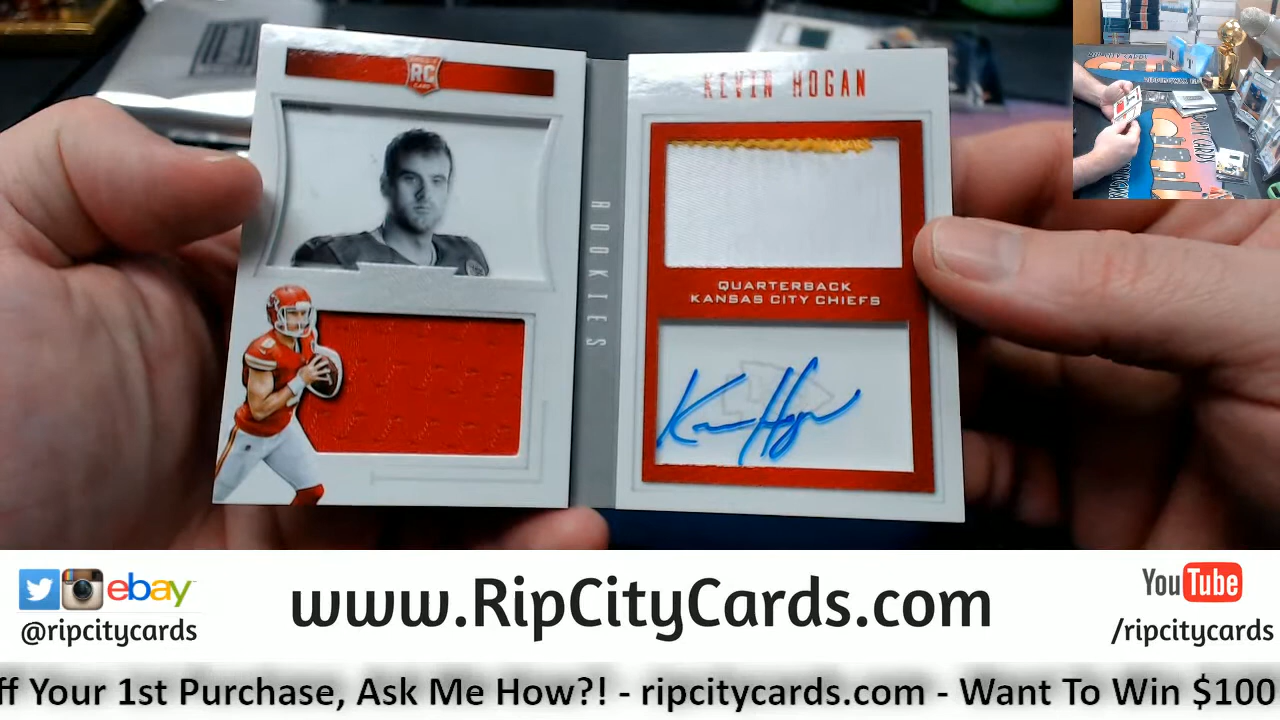 RC
KEVIN HOGAN
ROOKIES
QUARTERBACK
KANSAS CITY CHIEFS
ebay
@ripcitycards
www.RipCityCards.com
YouTube
/ripcitycards
ff Your 1st Purchase, Ask Me How?! - ripcitycards.com - Want To Win $100